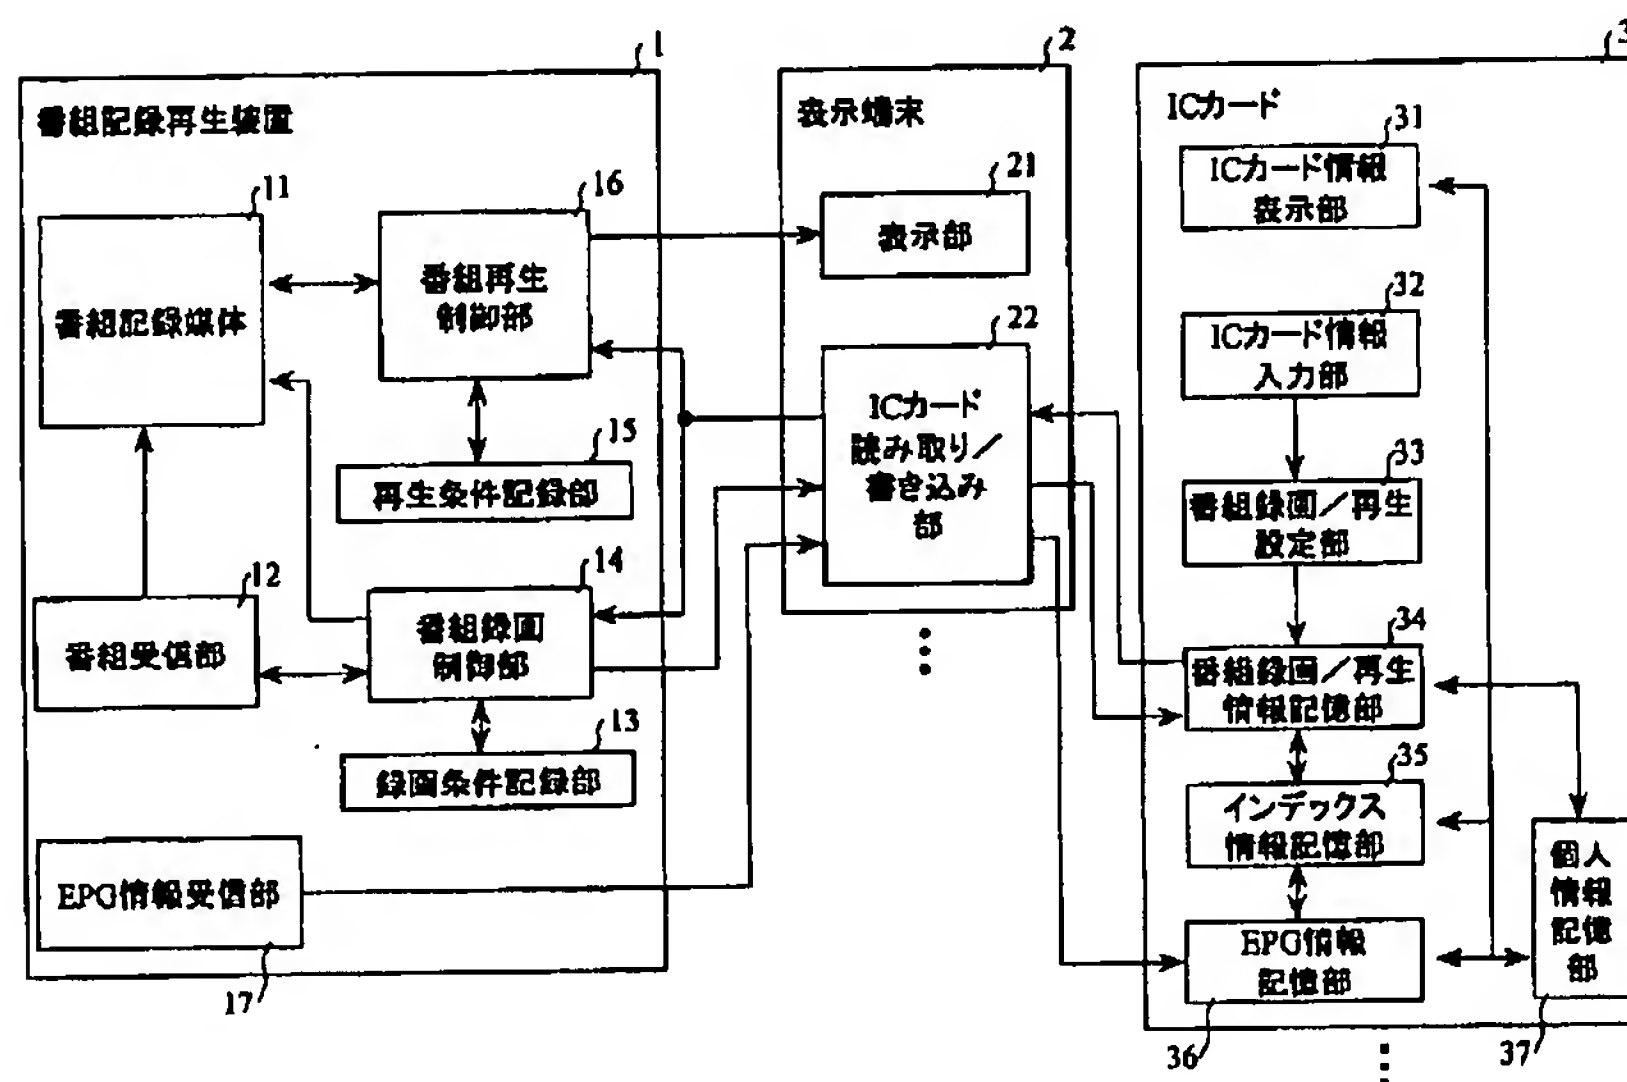 1
番組記録再生装置
11
番組記録媒体
16
番組再生
制御部
15
再生条件記録部
12
番組受信部
14
番組録画
制御部
13
録画条件記録部
EPG情報受信部
17
2
表示端末
21
表示部
22
ICカード
読み取り／
書き込み
部
3
ICカード
31
ICカード情報
表示部
32
ICカード情報
入力部
33
番組録画／再生
設定部
34
番組録画／再生
情報記憶部
35
インデックス
情報記憶部
EPG情報
記憶部
36
個人
情報
記憶
部
37